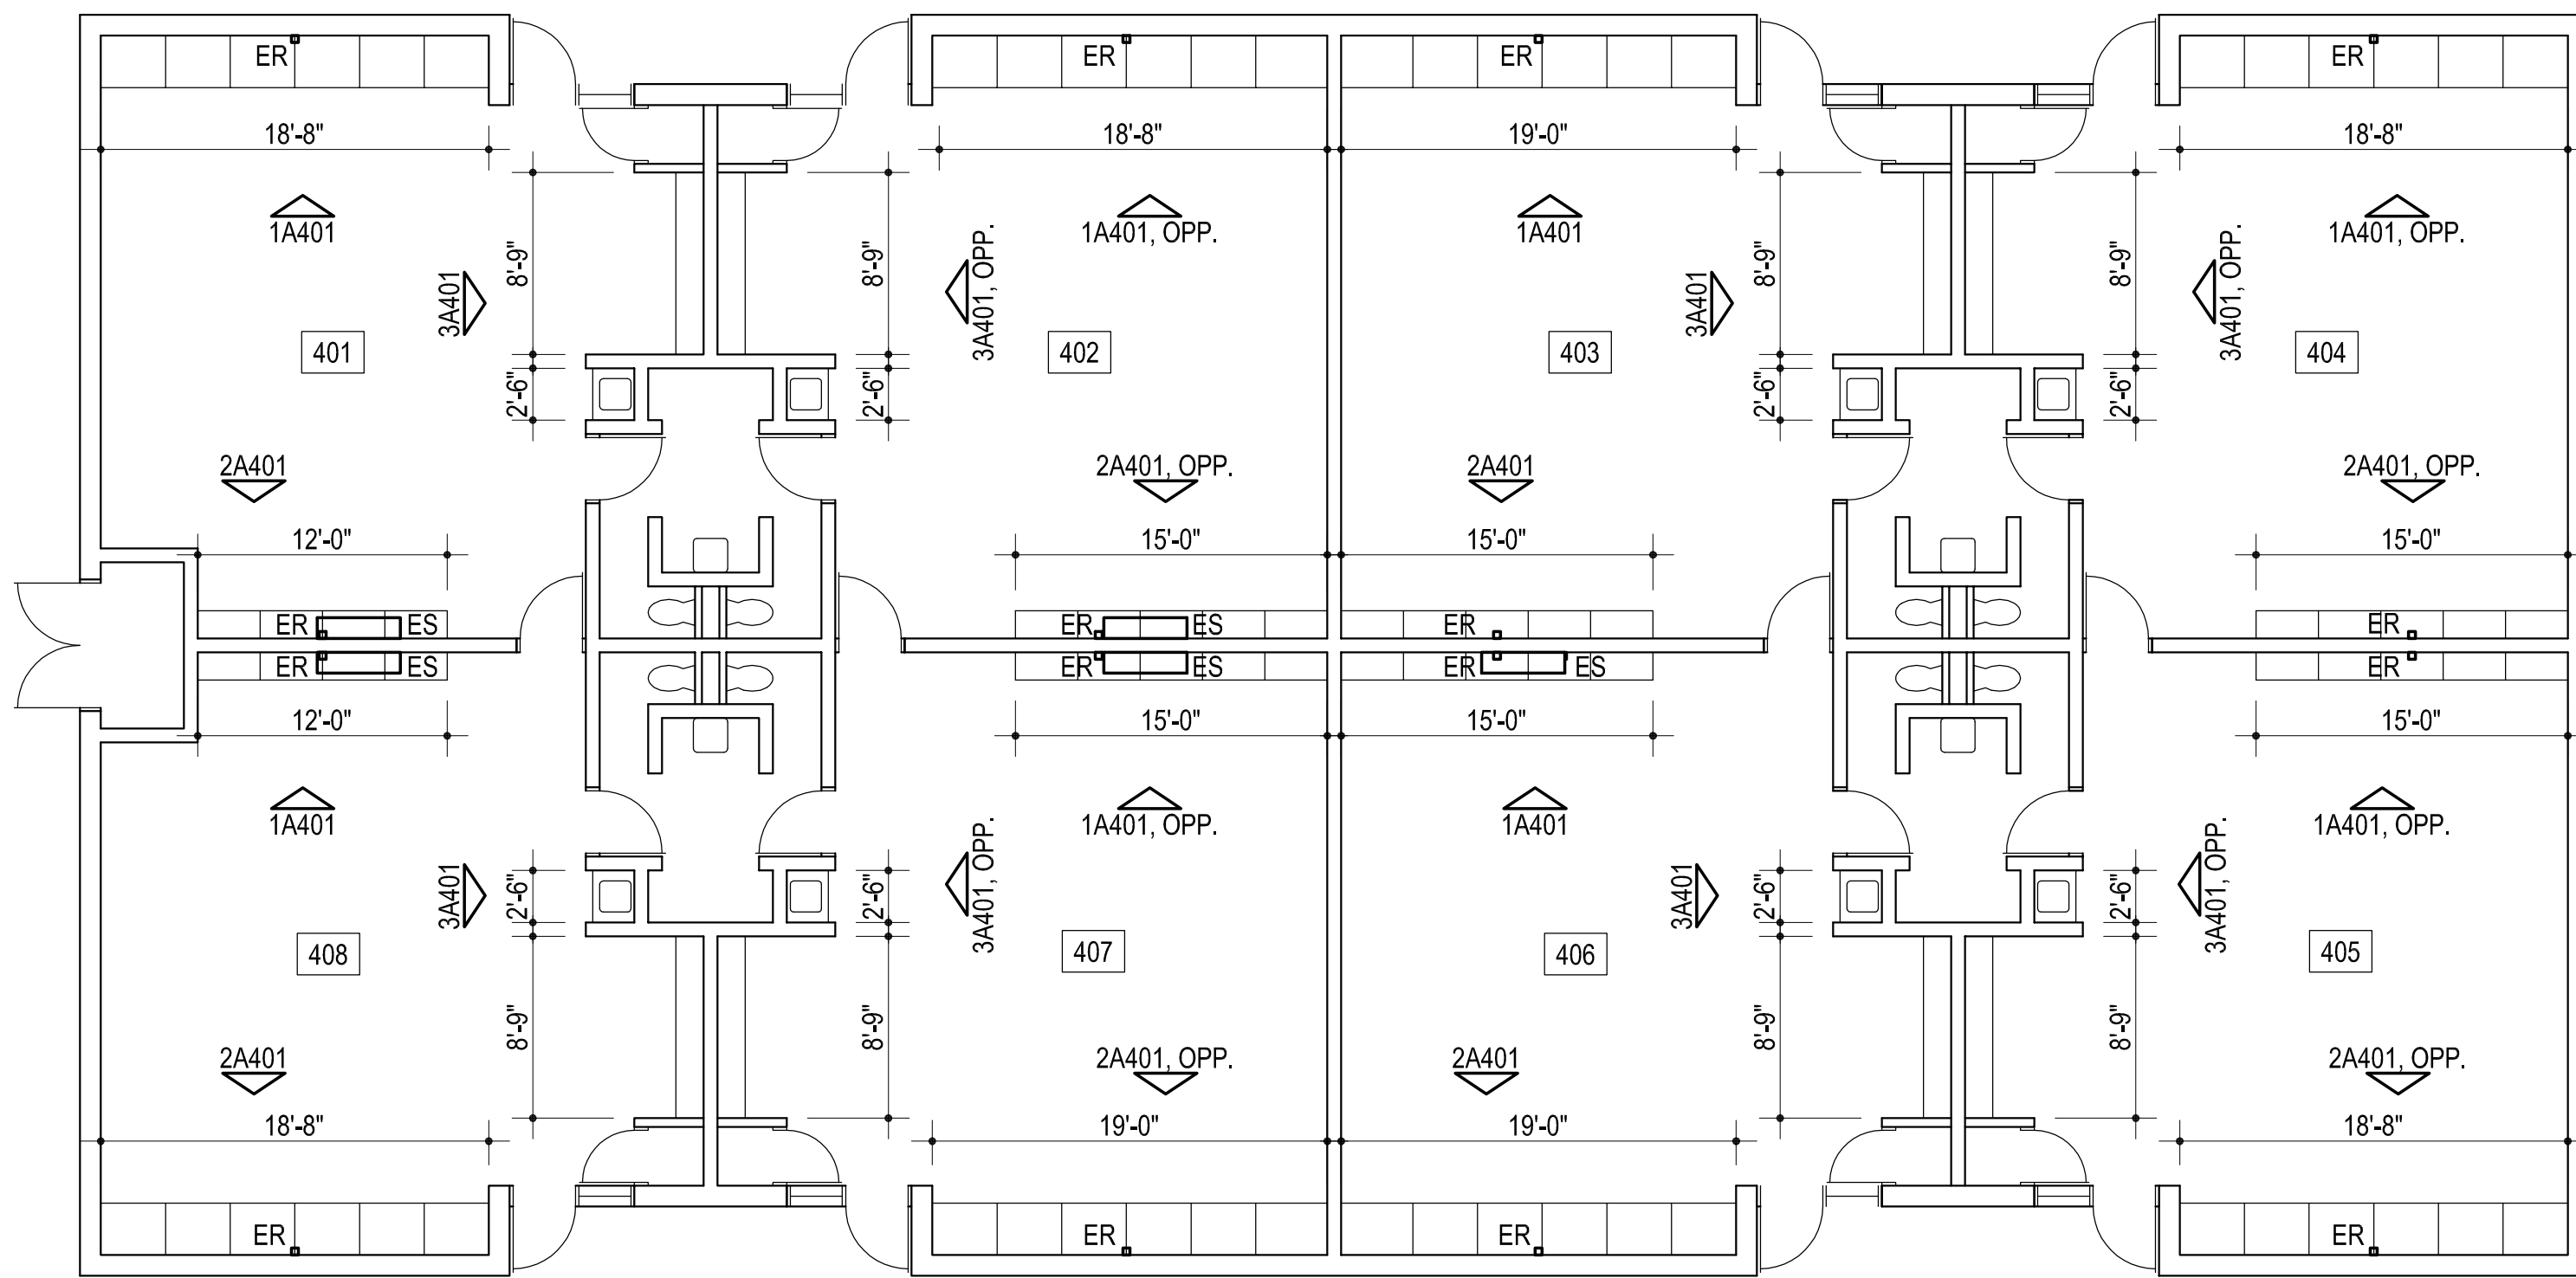 ER ER ER ER
18'-8" 18'-8" 19'-0" 18'-8"
1A401 1A401, OPP. 1A401 1A401, OPP.
8'-9" 8'-9" 8'-9" 8'-9"
3A401 3A401, OPP. 3A401 3A401, OPP.
401 402 403 404
2'-6" 2'-6" 2'-6" 2'-6"
2A401 2A401, OPP. 2A401 2A401, OPP.
12'-0" 15'-0" 15'-0" 15'-0"
ER ES ER ES ER ER
ER ES ER ES ER ES ER
12'-0" 15'-0" 15'-0" 15'-0"
1A401 1A401, OPP. 1A401 1A401, OPP.
3A401 3A401, OPP. 3A401 3A401, OPP.
2'-6" 2'-6" 2'-6" 2'-6"
408 407 406 405
8'-9" 8'-9" 8'-9" 8'-9"
2A401 2A401, OPP. 2A401 2A401, OPP.
18'-8" 19'-0" 19'-0" 18'-8"
ER ER ER ER